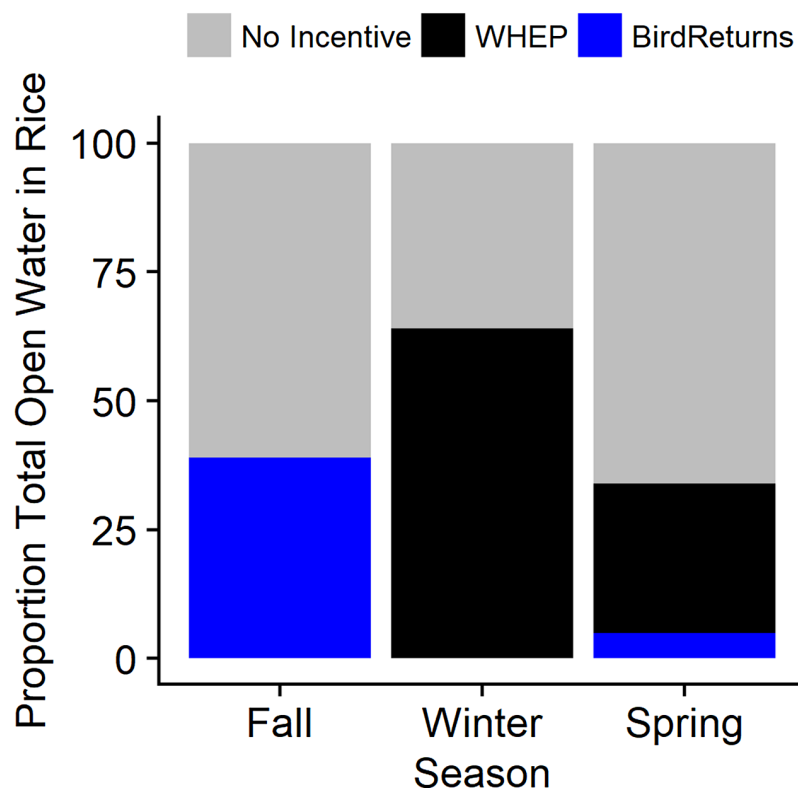 No Incentive WHEP BirdReturns
Proportion Total Open Water in Rice
100
75
50
25
0
Fall Winter Spring
Season